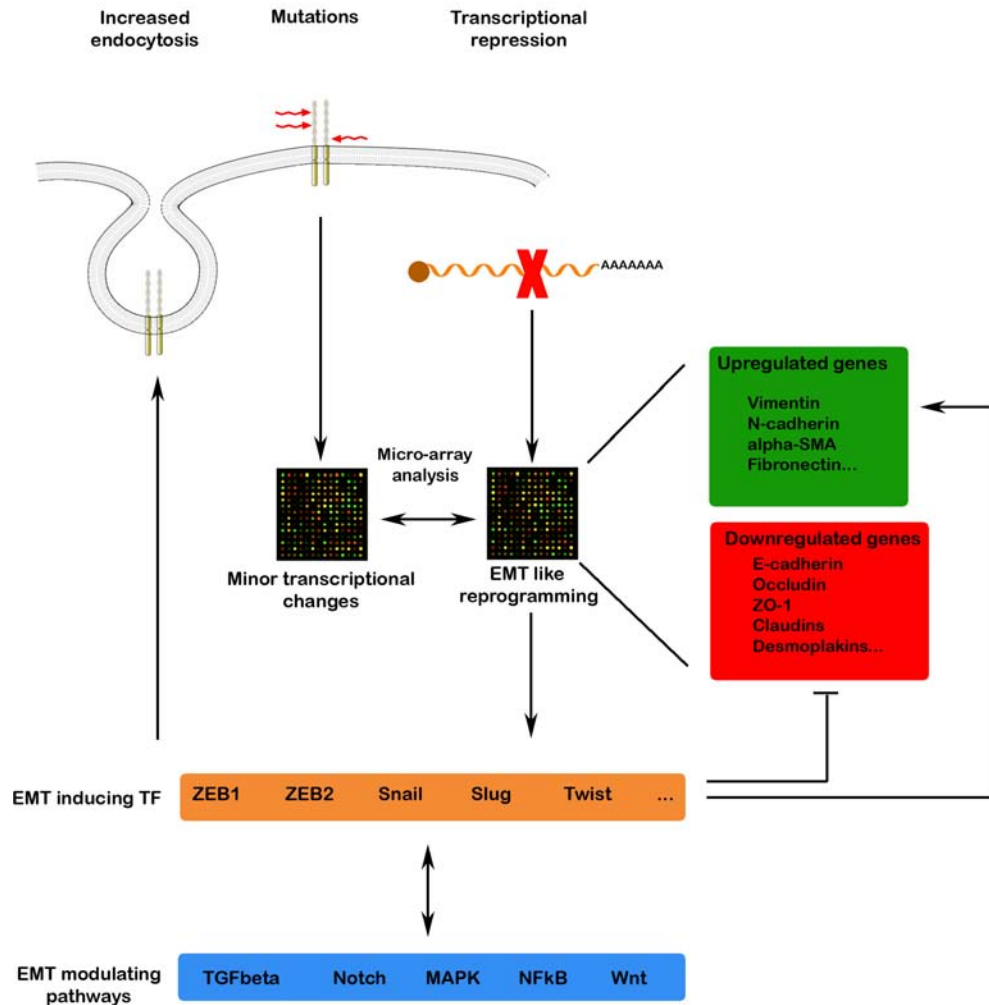 Increased
endocytosis
Mutations
Transcriptional
repression
AAAAAAA
Micro-array
analysis
Minor transcriptional
changes
EMT like
reprogramming
Upregulated genes
Vimentin
N-cadherin
alpha-SMA
Fibronectin...
Downregulated genes
E-cadherin
Occludin
ZO-1
Claudins
Desmoplakins...
EMT inducing TF
ZEB1 ZEB2 Snail Slug Twist ...
EMT modulating
pathways
TGFbeta Notch MAPK NFkB Wnt